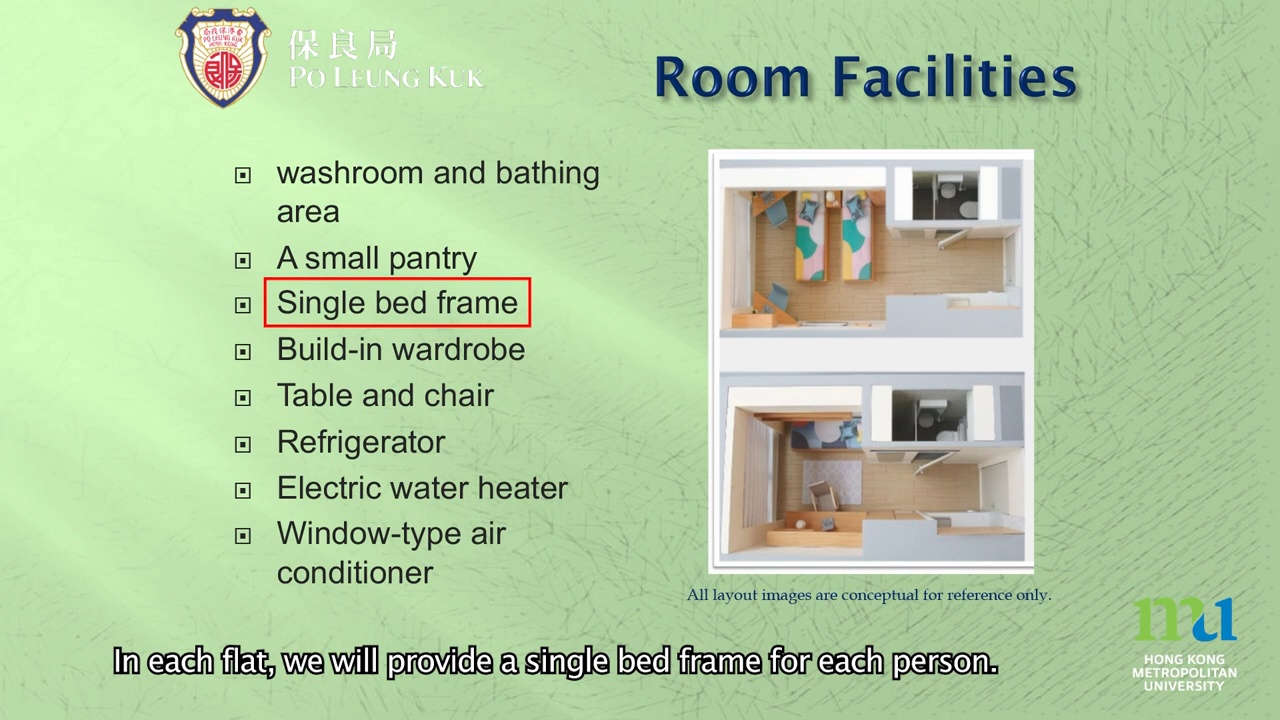 保良局
PO LEUNG KUK
Room Facilities
washroom and bathing
area
A small pantry
Single bed frame
Build-in wardrobe
Table and chair
Refrigerator
Electric water heater
Window-type air
conditioner
All layout images are conceptual for reference only.
In each flat, we will provide a single bed frame for each person.
mu
HONG KONG
METROPOLITAN
UNIVERSITY